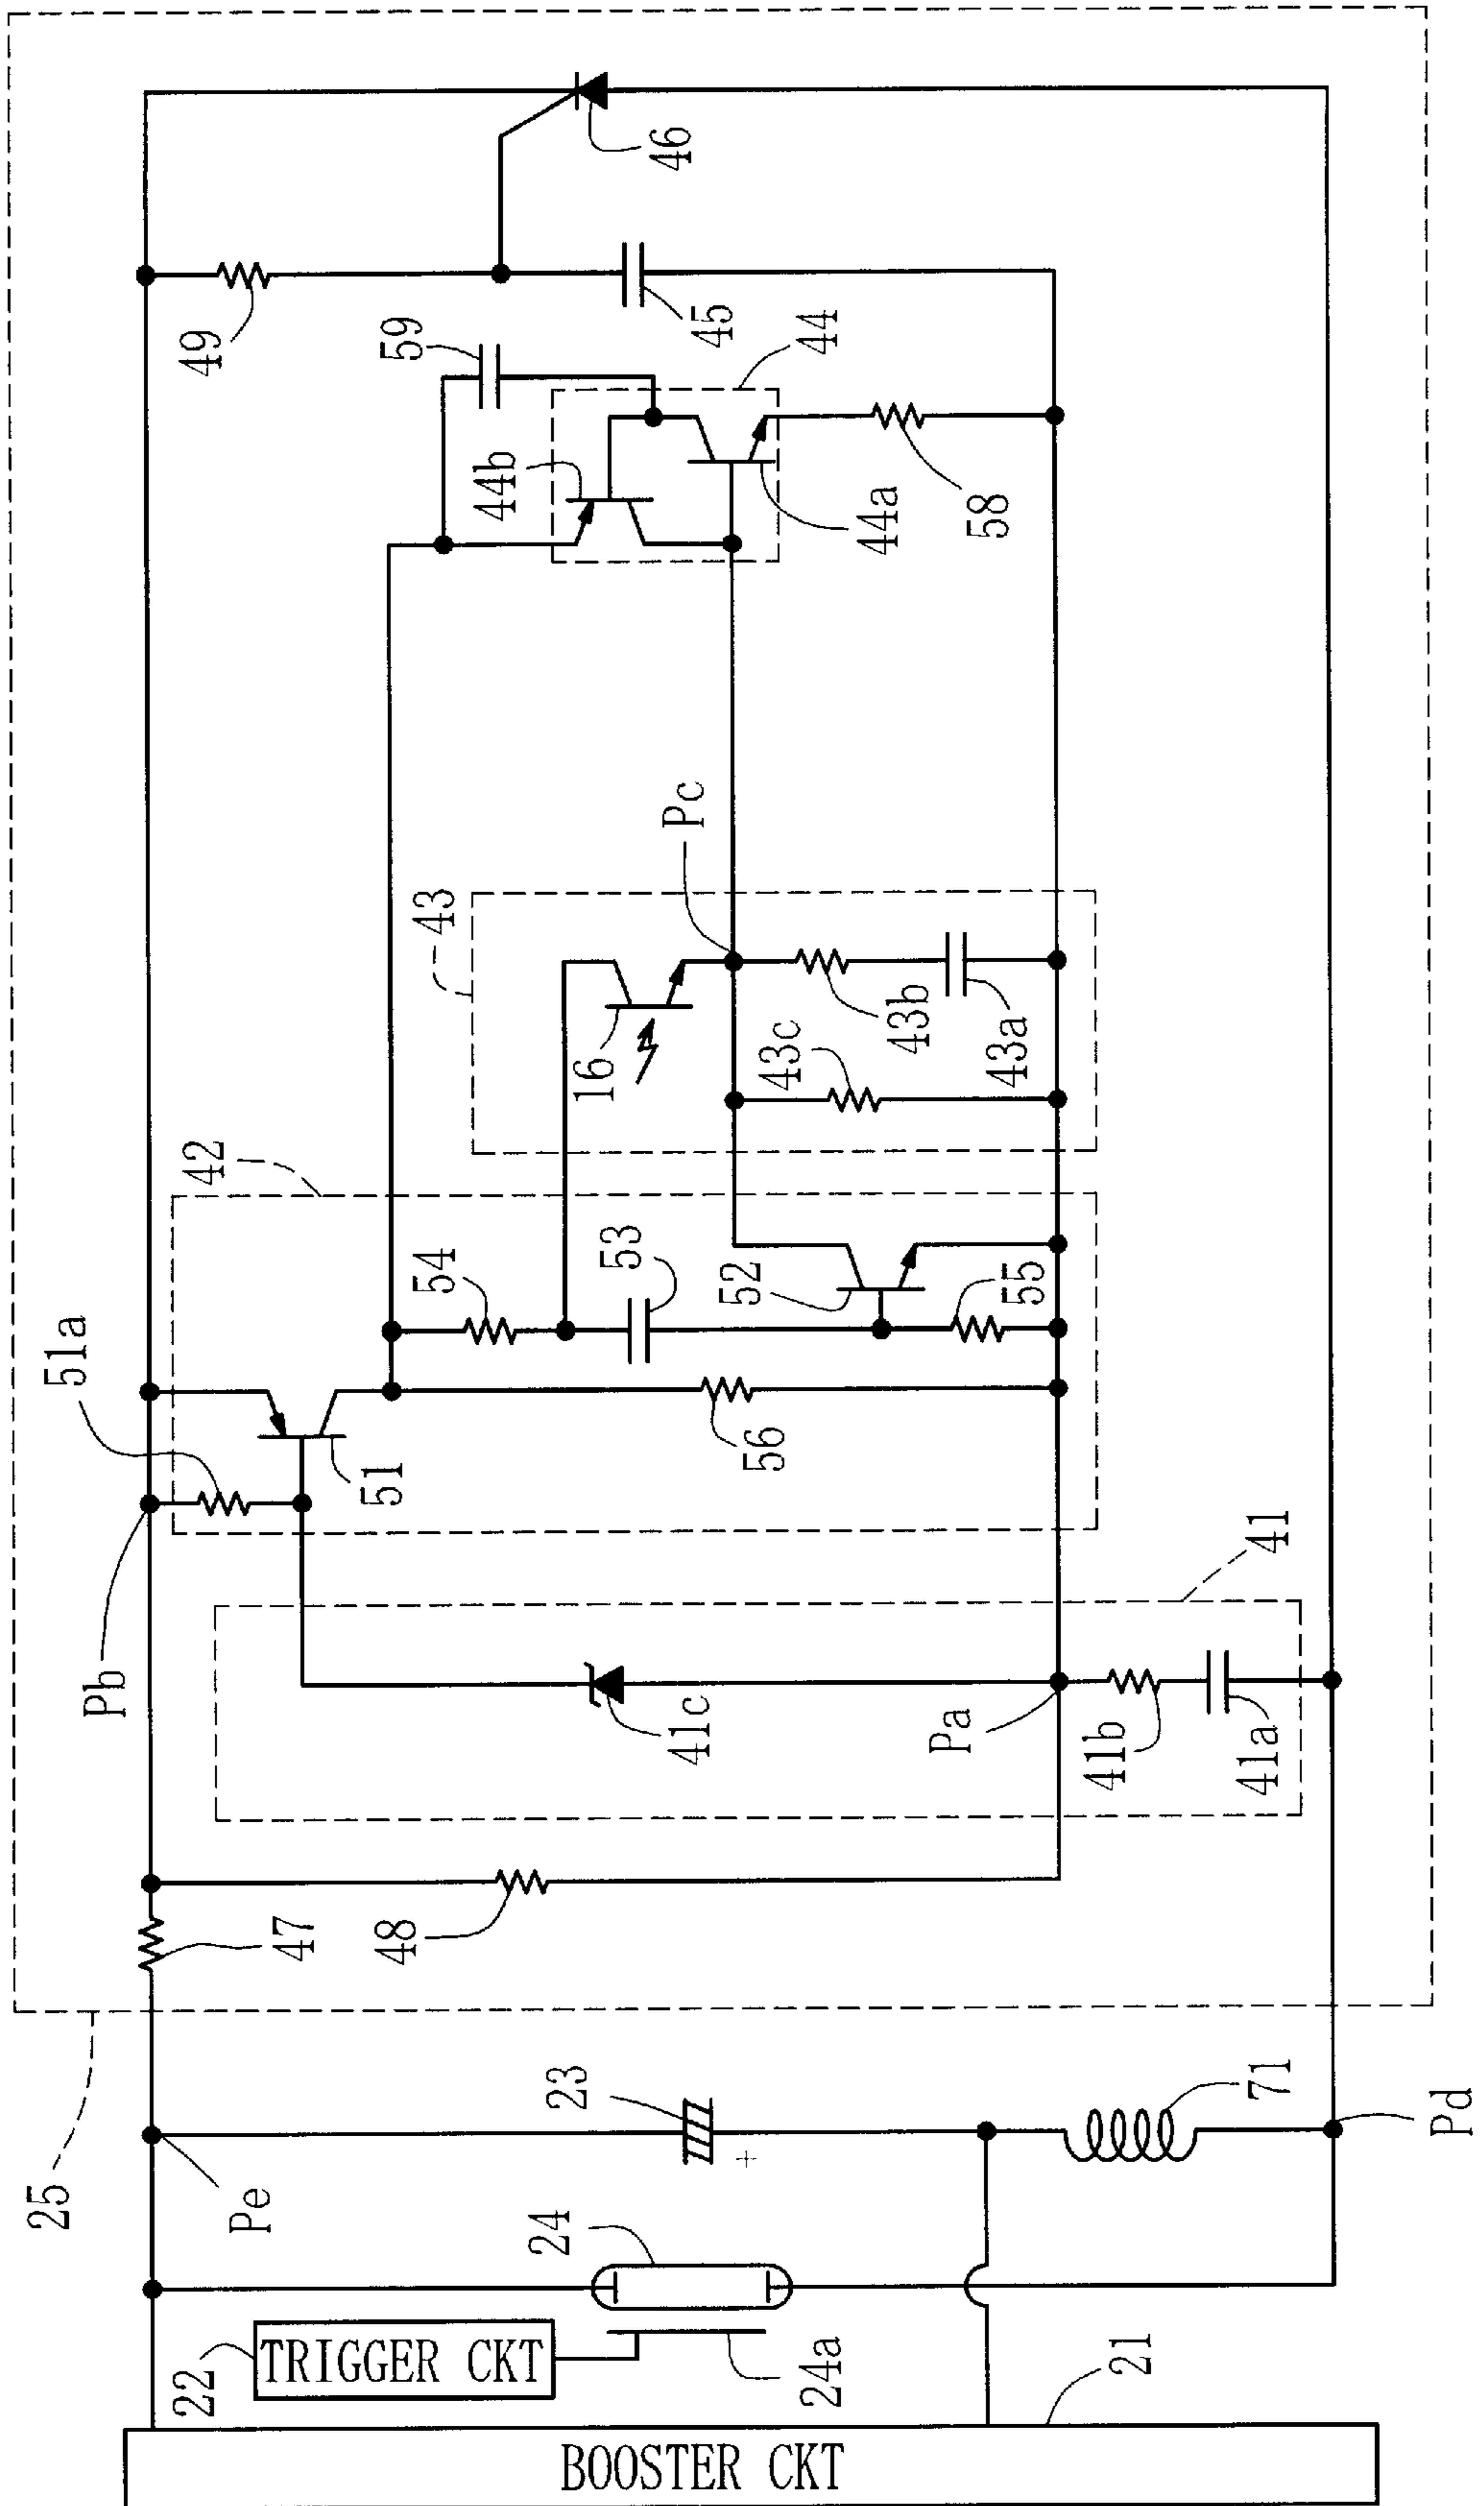 25
Pb
51a
42
43
49
59
47
48
41c
Pa
41b
41a
41
51
56
54
53
52
55
16
43c
43b
43a
Pc
44b
44a
44
58
45
46
Pe
23
71
Pd
24
24a
22
TRIGGER CKT
21
BOOSTER CKT
+